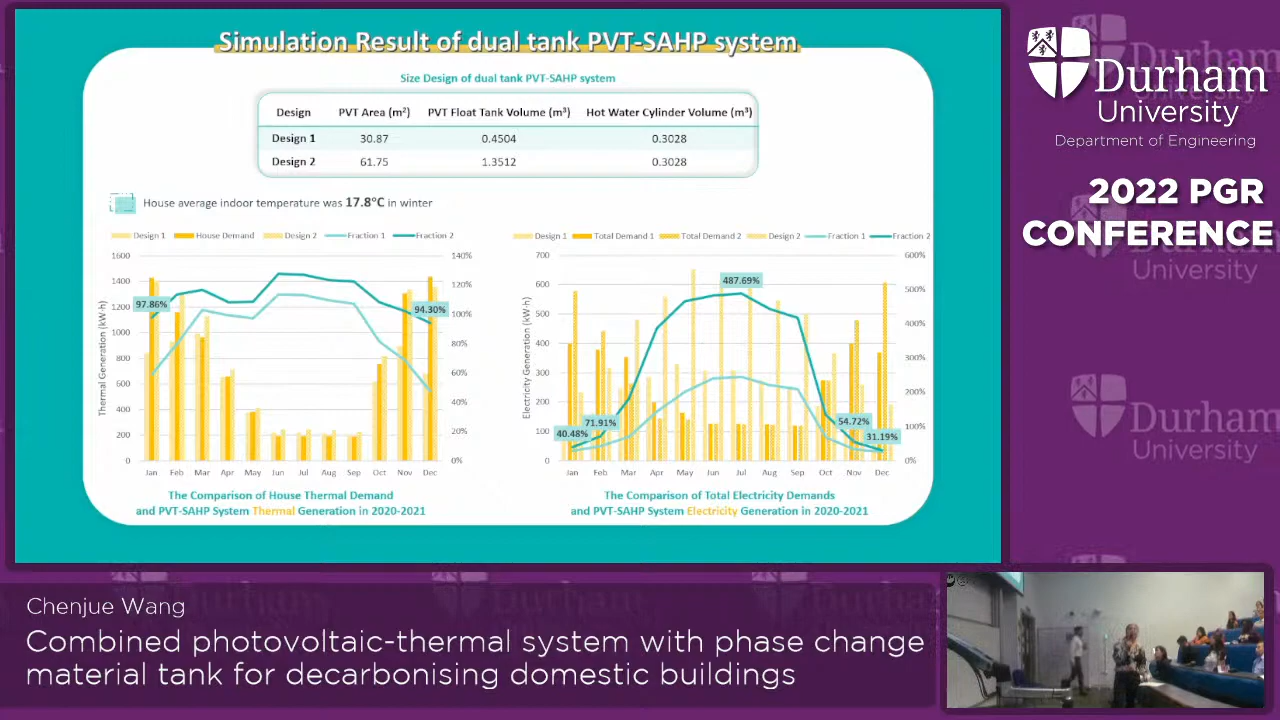 Simulation Result of dual tank PVT-SAHP system
Size Design of dual tank PVT-SAHP system
Design PVT Area (m²) PVT Float Tank Volume (m³) Hot Water Cylinder Volume (m³)
Design 1 30.87 0.4504 0.3028
Design 2 61.75 1.3512 0.3028
House average indoor temperature was 17.8°C in winter
Design 1 House Demand Design 2 Fraction 1 Fraction 2
1600
1400
1200
1000
800
600
400
200
0
140%
120%
100%
80%
60%
40%
20%
0%
Thermal Generation (kW·h)
97.86%
94.30%
Jan Feb Mar Apr May Jun Jul Aug Sep Oct Nov Dec
The Comparison of House Thermal Demand
and PVT-SAHP System Thermal Generation in 2020-2021
Design 1 Total Demand 1 Total Demand 2 Design 2 Fraction 1 Fraction 2
700
600
500
400
300
200
100
0
600%
500%
400%
300%
200%
100%
0%
Electricity Generation (kW·h)
487.69%
40.48%
71.91%
54.72%
31.19%
Jan Feb Mar Apr May Jun Jul Aug Sep Oct Nov Dec
The Comparison of Total Electricity Demands
and PVT-SAHP System Electricity Generation in 2020-2021
Durham
University
Department of Engineering
2022 PGR
CONFERENCE
Durham
University
Chenjue Wang
Combined photovoltaic-thermal system with phase change
material tank for decarbonising domestic buildings